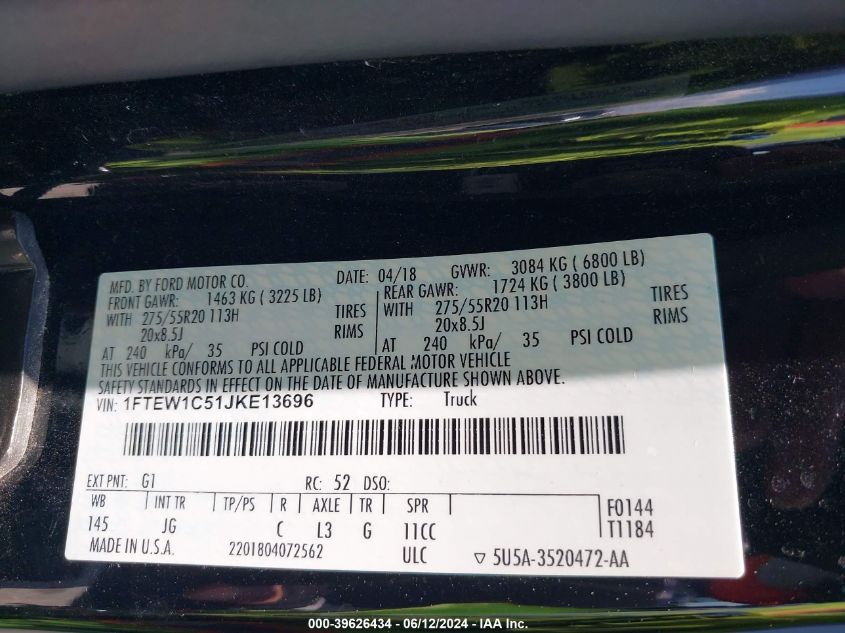 MFD. BY FORD MOTOR CO. DATE: 04/18 GVWR: 3084 KG ( 6800 LB)
FRONT GAWR: 1463 KG ( 3225 LB) REAR GAWR: 1724 KG ( 3800 LB)
WITH 275/55R20 113H TIRES WITH 275/55R20 113H TIRES
20x8.5J RIMS 20x8.5J RIMS
AT 240 kPa/ 35 PSI COLD AT 240 kPa/ 35 PSI COLD
THIS VEHICLE CONFORMS TO ALL APPLICABLE FEDERAL MOTOR VEHICLE
SAFETY STANDARDS IN EFFECT ON THE DATE OF MANUFACTURE SHOWN ABOVE.
VIN: 1FTEW1C51JKE13696 TYPE: Truck
EXT PNT: G1 RC: 52 DSO:
WB INT TR TP/PS R AXLE TR SPR F0144
145 JG C L3 G 11CC T1184
MADE IN U.S.A. 2201804072562 ULC ▽ 5U5A-3520472-AA
000-39626434 - 06/12/2024 - IAA Inc.